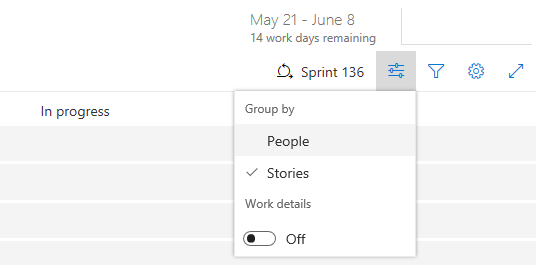 May 21 - June 8
14 work days remaining
Sprint 136
In progress
Group by
People
Stories
Work details
Off